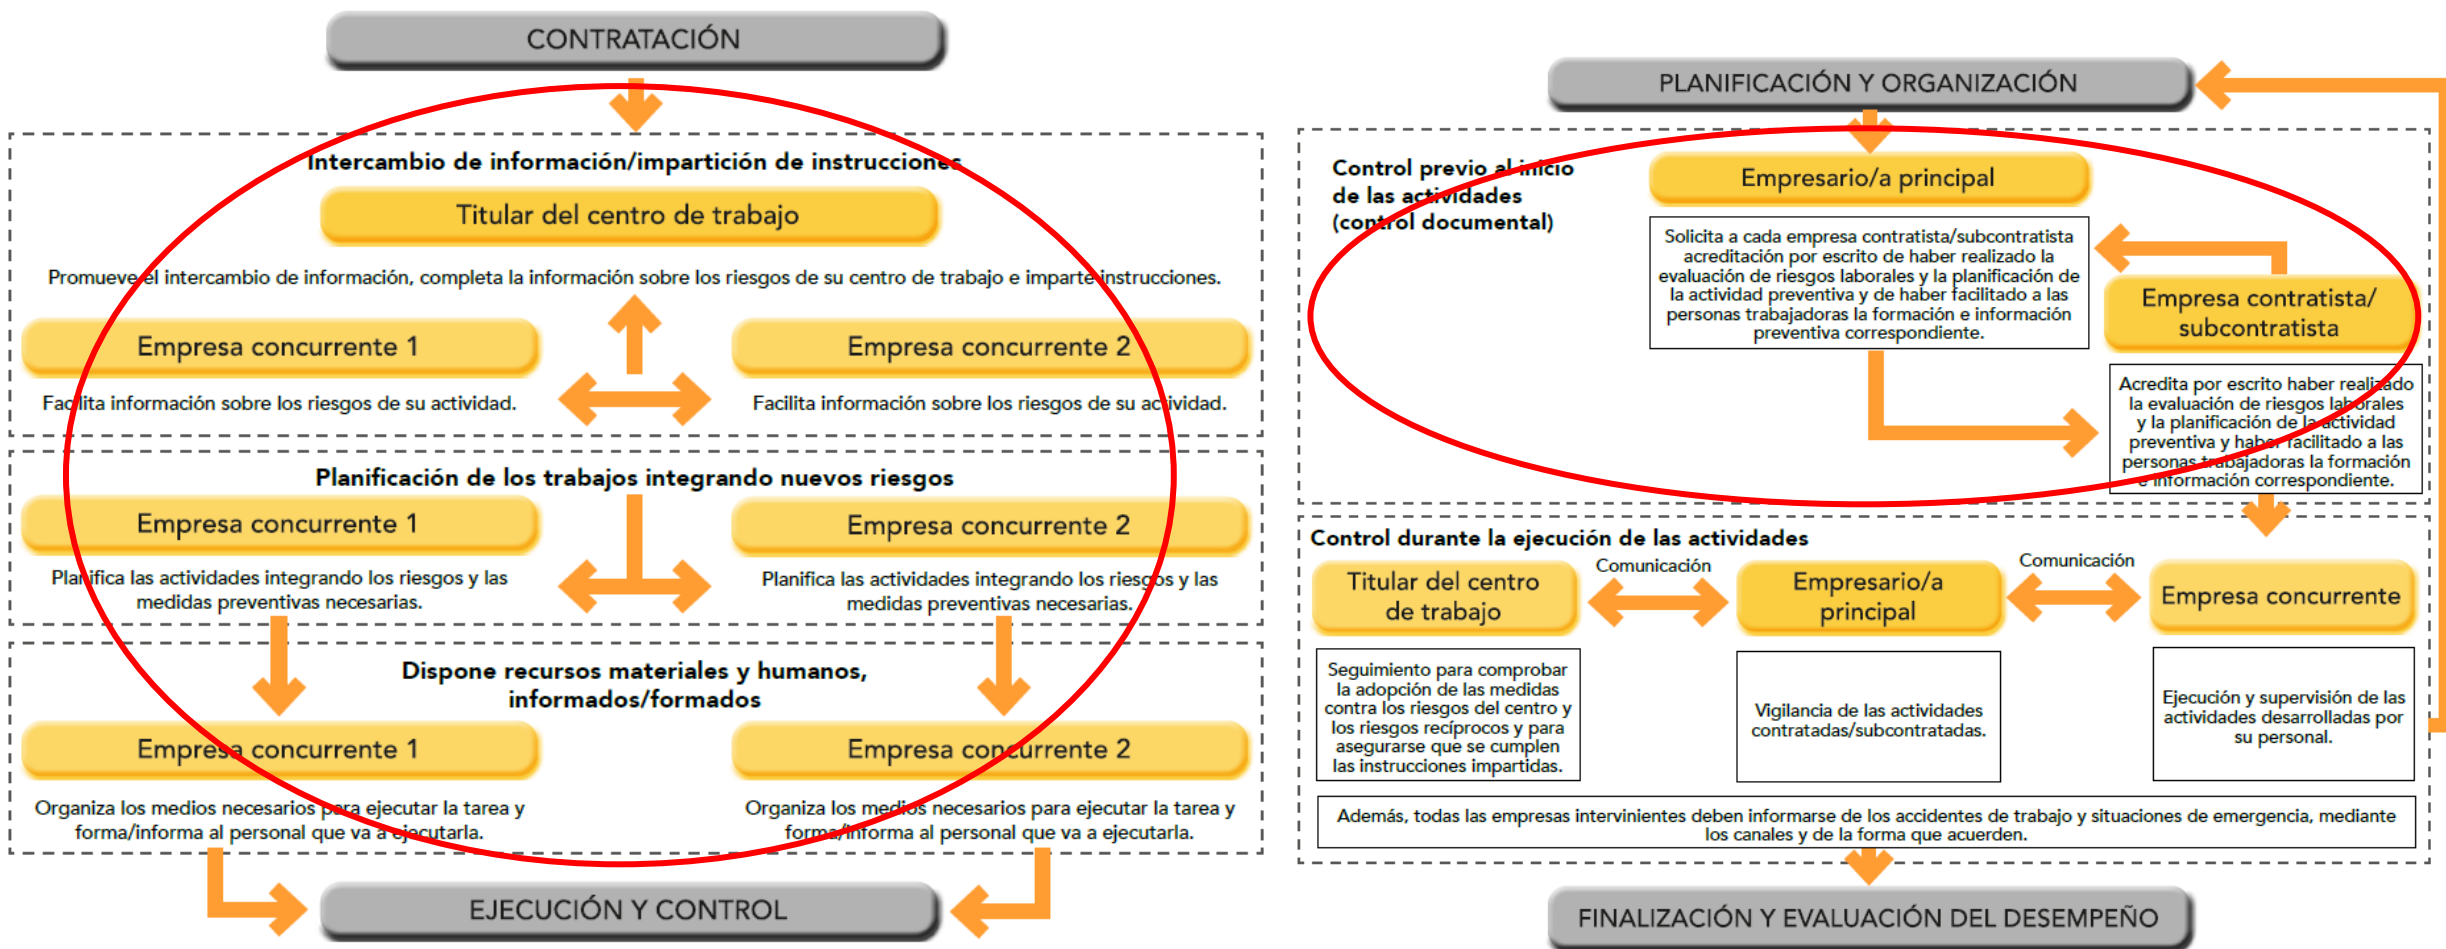 CONTRATACIÓN
Intercambio de información/impartición de instrucciones
Titular del centro de trabajo
Promueve el intercambio de información, completa la información sobre los riesgos de su centro de trabajo e imparte instrucciones.
Empresa concurrente 1
Empresa concurrente 2
Facilita información sobre los riesgos de su actividad.
Facilita información sobre los riesgos de su actividad.
Planificación de los trabajos integrando nuevos riesgos
Empresa concurrente 1
Empresa concurrente 2
Planifica las actividades integrando los riesgos y las
medidas preventivas necesarias.
Planifica las actividades integrando los riesgos y las
medidas preventivas necesarias.
Dispone recursos materiales y humanos,
informados/formados
Empresa concurrente 1
Empresa concurrente 2
Organiza los medios necesarios para ejecutar la tarea y
forma/informa al personal que va a ejecutarla.
Organiza los medios necesarios para ejecutar la tarea y
forma/informa al personal que va a ejecutarla.
EJECUCIÓN Y CONTROL
PLANIFICACIÓN Y ORGANIZACIÓN
Control previo al inicio
de las actividades
(control documental)
Empresario/a principal
Solicita a cada empresa contratista/subcontratista
acreditación por escrito de haber realizado la
evaluación de riesgos laborales y la planificación de
la actividad preventiva y de haber facilitado a las
personas trabajadoras la formación e información
preventiva correspondiente.
Empresa contratista/
subcontratista
Acredita por escrito haber realizado
la evaluación de riesgos laborales
y la planificación de la actividad
preventiva y haber facilitado a las
personas trabajadoras la formación
e información correspondiente.
Control durante la ejecución de las actividades
Titular del centro
de trabajo
Comunicación
Empresario/a
principal
Comunicación
Empresa concurrente
Seguimiento para comprobar
la adopción de las medidas
contra los riesgos del centro y
los riesgos recíprocos y para
asegurarse que se cumplen
las instrucciones impartidas.
Vigilancia de las actividades
contratadas/subcontratadas.
Ejecución y supervisión de las
actividades desarrolladas por
su personal.
Además, todas las empresas intervinientes deben informarse de los accidentes de trabajo y situaciones de emergencia, mediante
los canales y de la forma que acuerden.
FINALIZACIÓN Y EVALUACIÓN DEL DESEMPEÑO